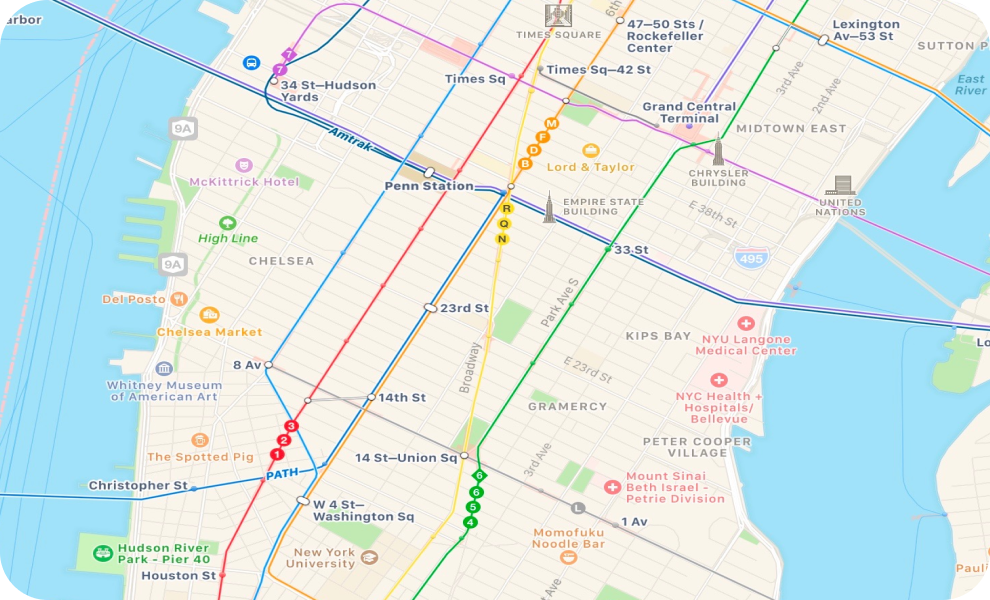 arbor
7
7
34 St—Hudson
Yards
TIMES SQUARE
6th
47–50 Sts /
Rockefeller
Center
Lexington
Av—53 St
SUTTON P
East
River
Times Sq
Times Sq—42 St
3rd Ave
2nd Ave
Grand Central
Terminal
MIDTOWN EAST
9A
Amtrak
M
F
D
B
Lord & Taylor
CHRYSLER
BUILDING
McKittrick Hotel
Penn Station
EMPIRE STATE
BUILDING
UNITED
NATIONS
E 38th St
R
Q
N
High Line
33 St
495
9A
CHELSEA
Del Posto
Chelsea Market
23rd St
Park Ave S
KIPS BAY
NYU Langone
Medical Center
Lo
8 Av
Broadway
E 23rd St
NYC Health +
Hospitals/
Bellevue
Whitney Museum
of American Art
14th St
GRAMERCY
3
2
1
The Spotted Pig
14 St—Union Sq
3rd Ave
PETER COOPER
VILLAGE
PATH
Christopher St
6
6
5
4
Mount Sinai
Beth Israel -
Petrie Division
W 4 St—
Washington Sq
L
1 Av
Hudson River
Park - Pier 40
New York
University
Momofuku
Noodle Bar
Houston St
Pauli
t Ave